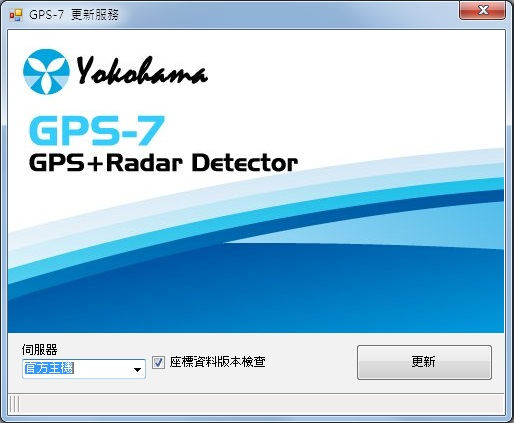 GPS-7 更新服務
Yokohama
GPS-7
GPS+Radar Detector
伺服器
官方主機
座標資料版本檢查
更新